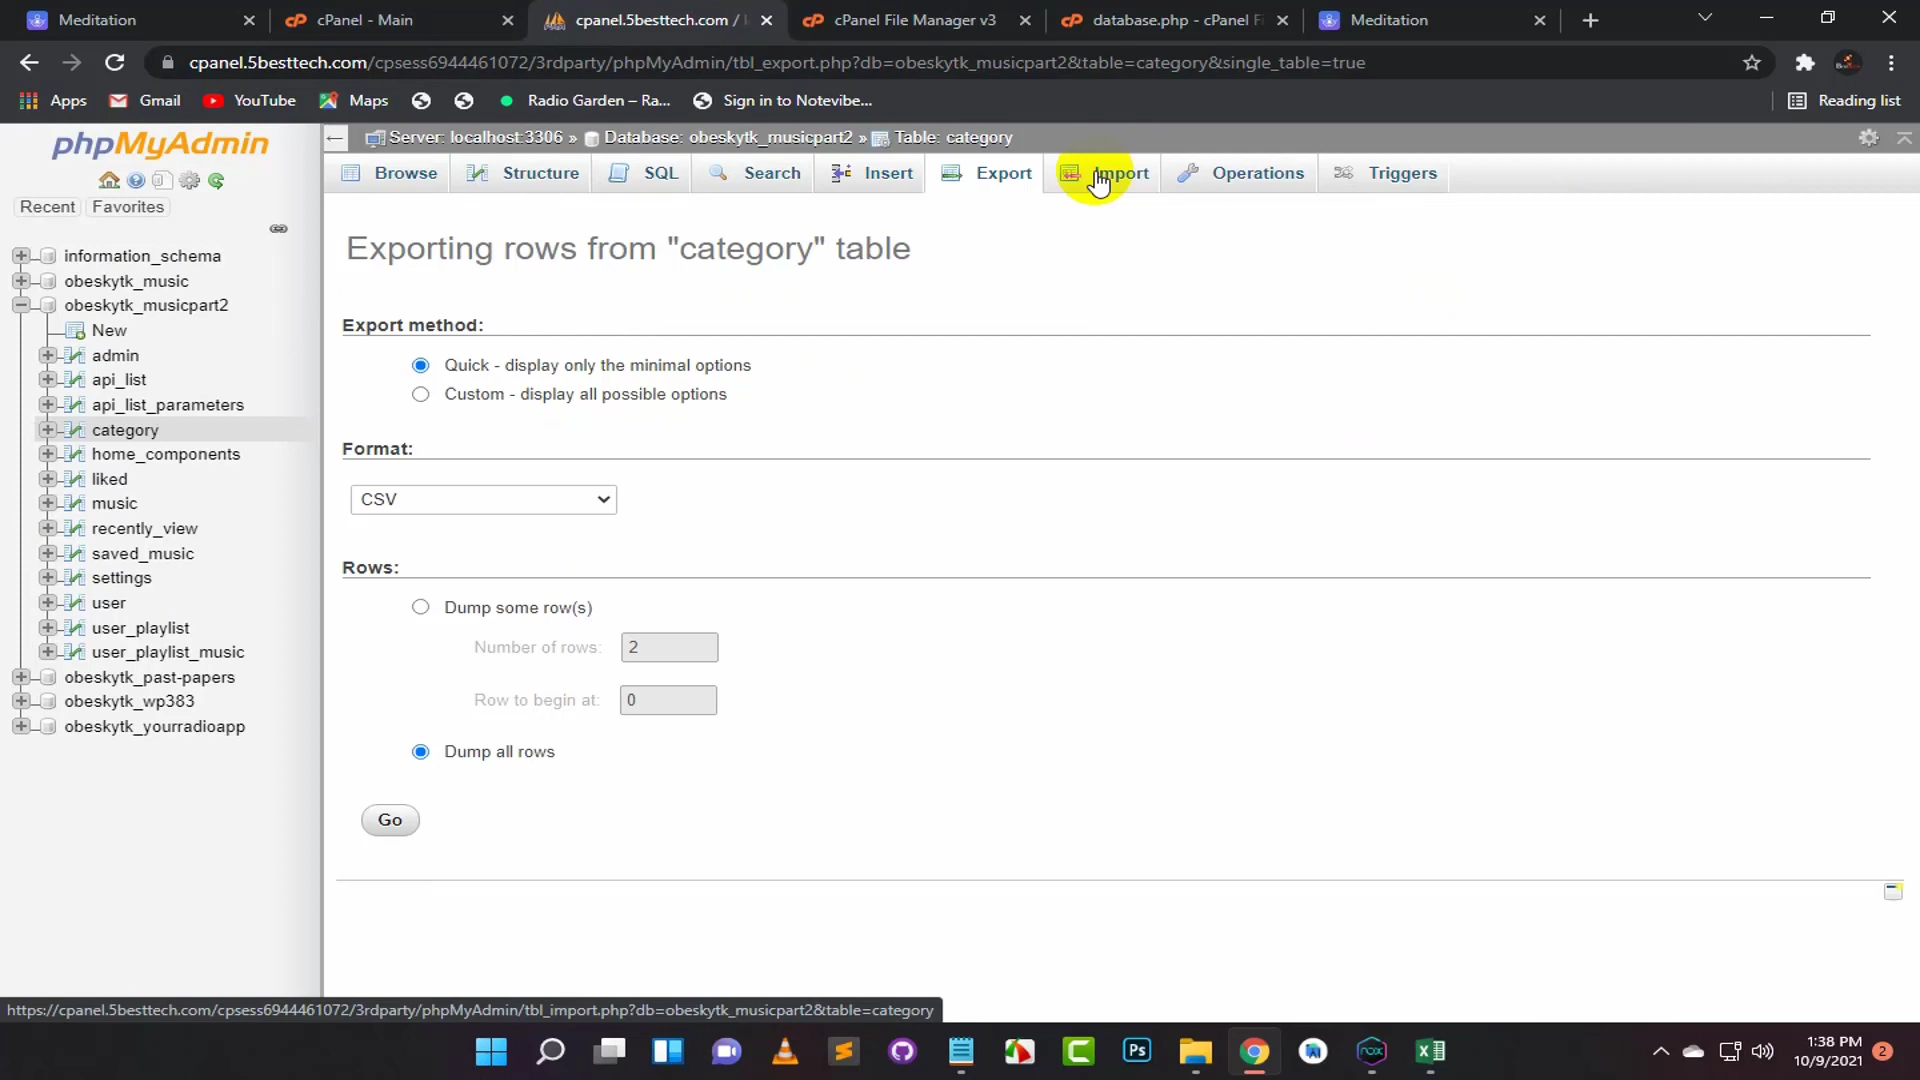 Meditation
cPanel - Main
cpanel.5besttech.com /
cPanel File Manager v3
database.php - cPanel Fi
Meditation
cpanel.5besttech.com/cpsess6944461072/3rdparty/phpMyAdmin/tbl_export.php?db=obeskytk_musicpart2&table=category&single_table=true
Apps
Gmail
YouTube
Maps
Radio Garden – Ra...
Sign in to Notevibe...
Reading list
phpMyAdmin
Recent
Favorites
information_schema
obeskytk_music
obeskytk_musicpart2
New
admin
api_list
api_list_parameters
category
home_components
liked
music
recently_view
saved_music
settings
user
user_playlist
user_playlist_music
obeskytk_past-papers
obeskytk_wp383
obeskytk_yourradioapp
Server: localhost:3306 » Database: obeskytk_musicpart2 » Table: category
Browse
Structure
SQL
Search
Insert
Export
Import
Operations
Triggers
Exporting rows from "category" table
Export method:
Quick - display only the minimal options
Custom - display all possible options
Format:
CSV
Rows:
Dump some row(s)
Number of rows: 2
Row to begin at: 0
Dump all rows
Go
https://cpanel.5besttech.com/cpsess6944461072/3rdparty/phpMyAdmin/tbl_import.php?db=obeskytk_musicpart2&table=category
Ps
nox
1:38 PM
10/9/2021
2